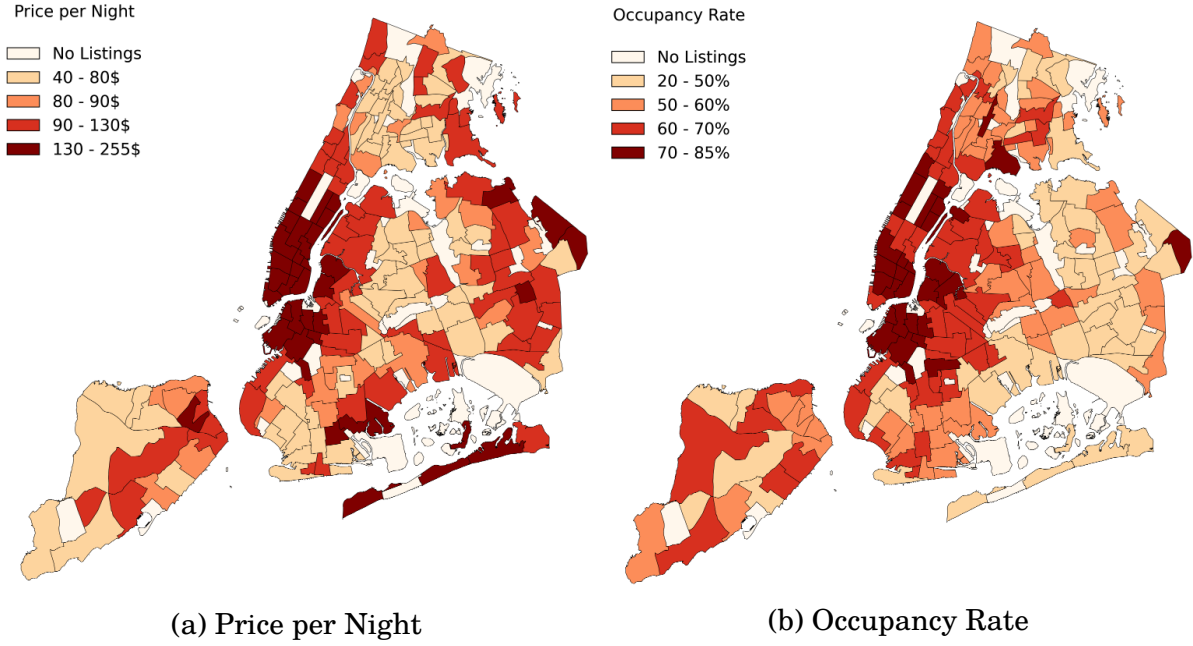 Price per Night
No Listings
40 - 80$
80 - 90$
90 - 130$
130 - 255$
Occupancy Rate
No Listings
20 - 50%
50 - 60%
60 - 70%
70 - 85%
(a) Price per Night
(b) Occupancy Rate